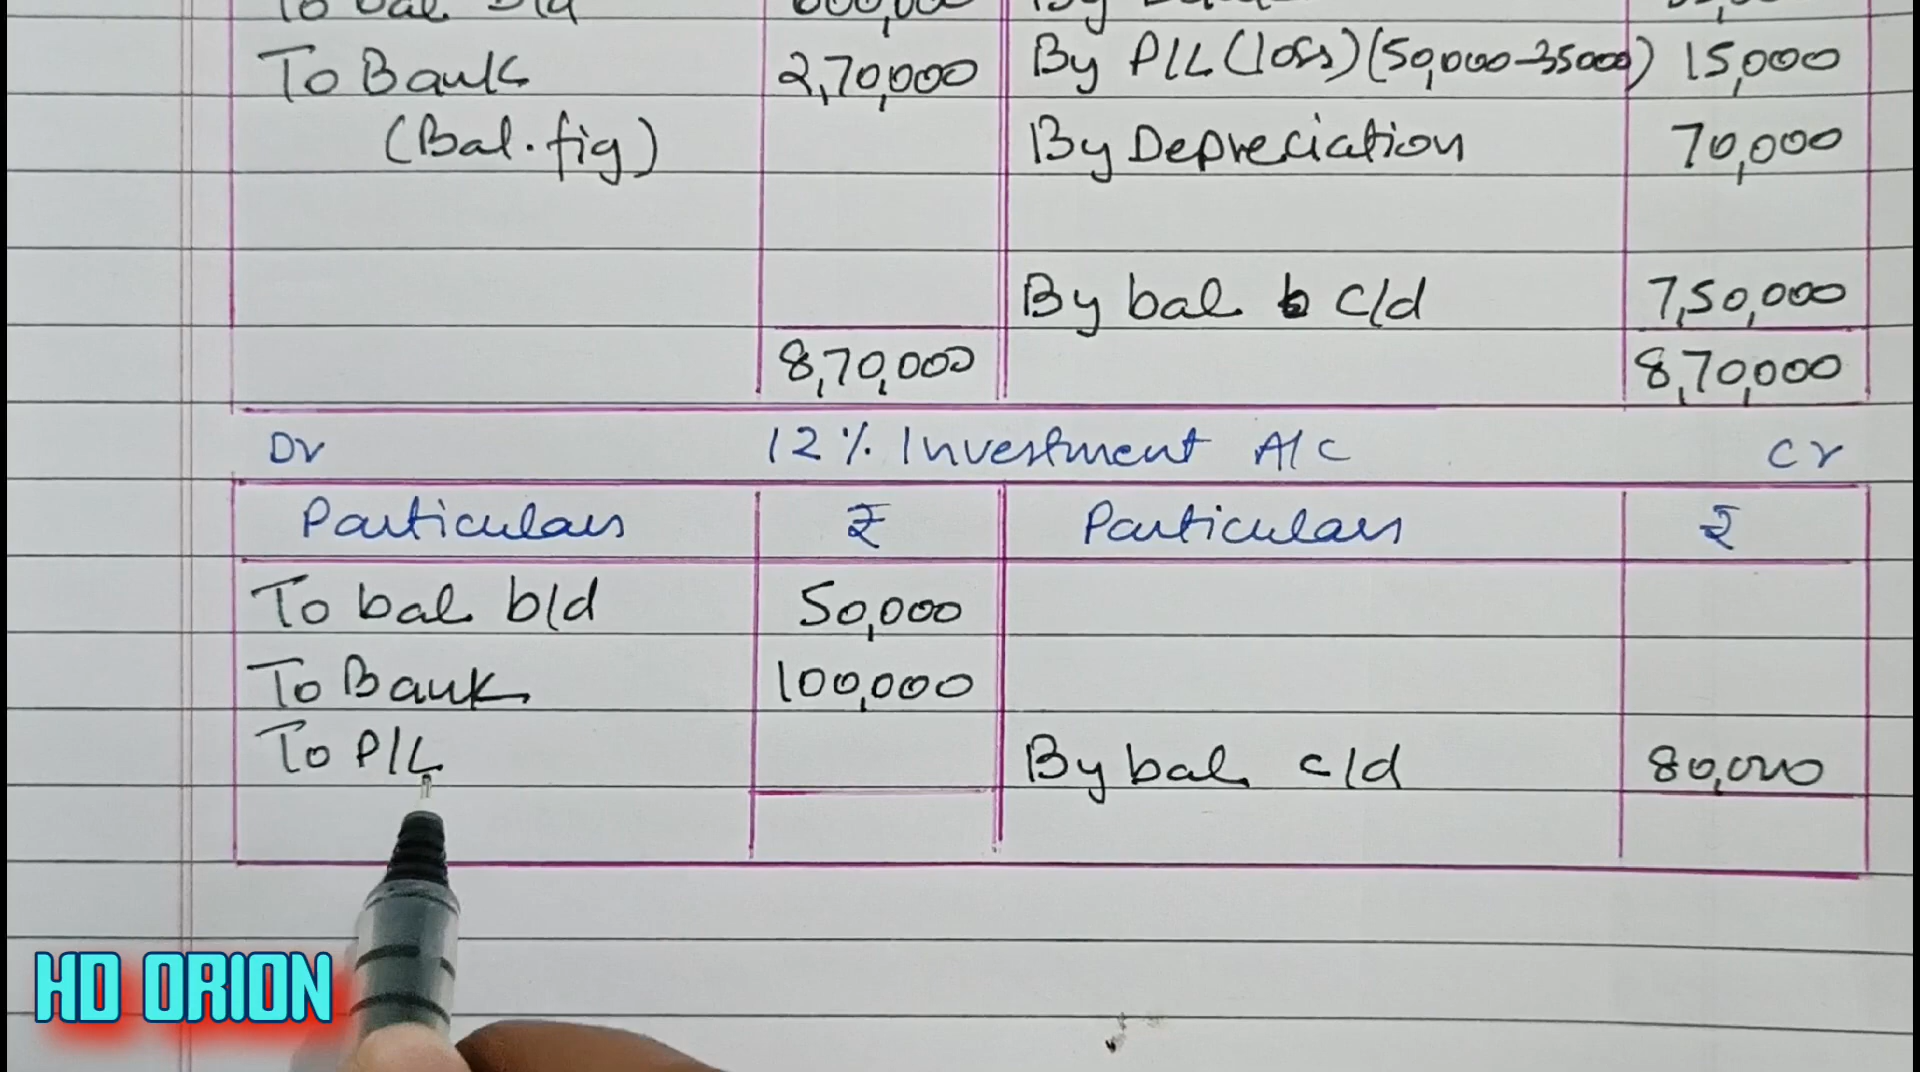 To bal b/d
To Bank 2,70,000 By P/L (loss) (50,000-35000) 15,000
(Bal. fig) By Depreciation 70,000
By bal c/d 7,50,000
8,70,000 8,70,000
Dr 12% Investment A/C Cr
Particulars ₹ Particulars ₹
To bal b/d 50,000
To Bank 100,000
To P/L By bal c/d 80,000
HD ORION